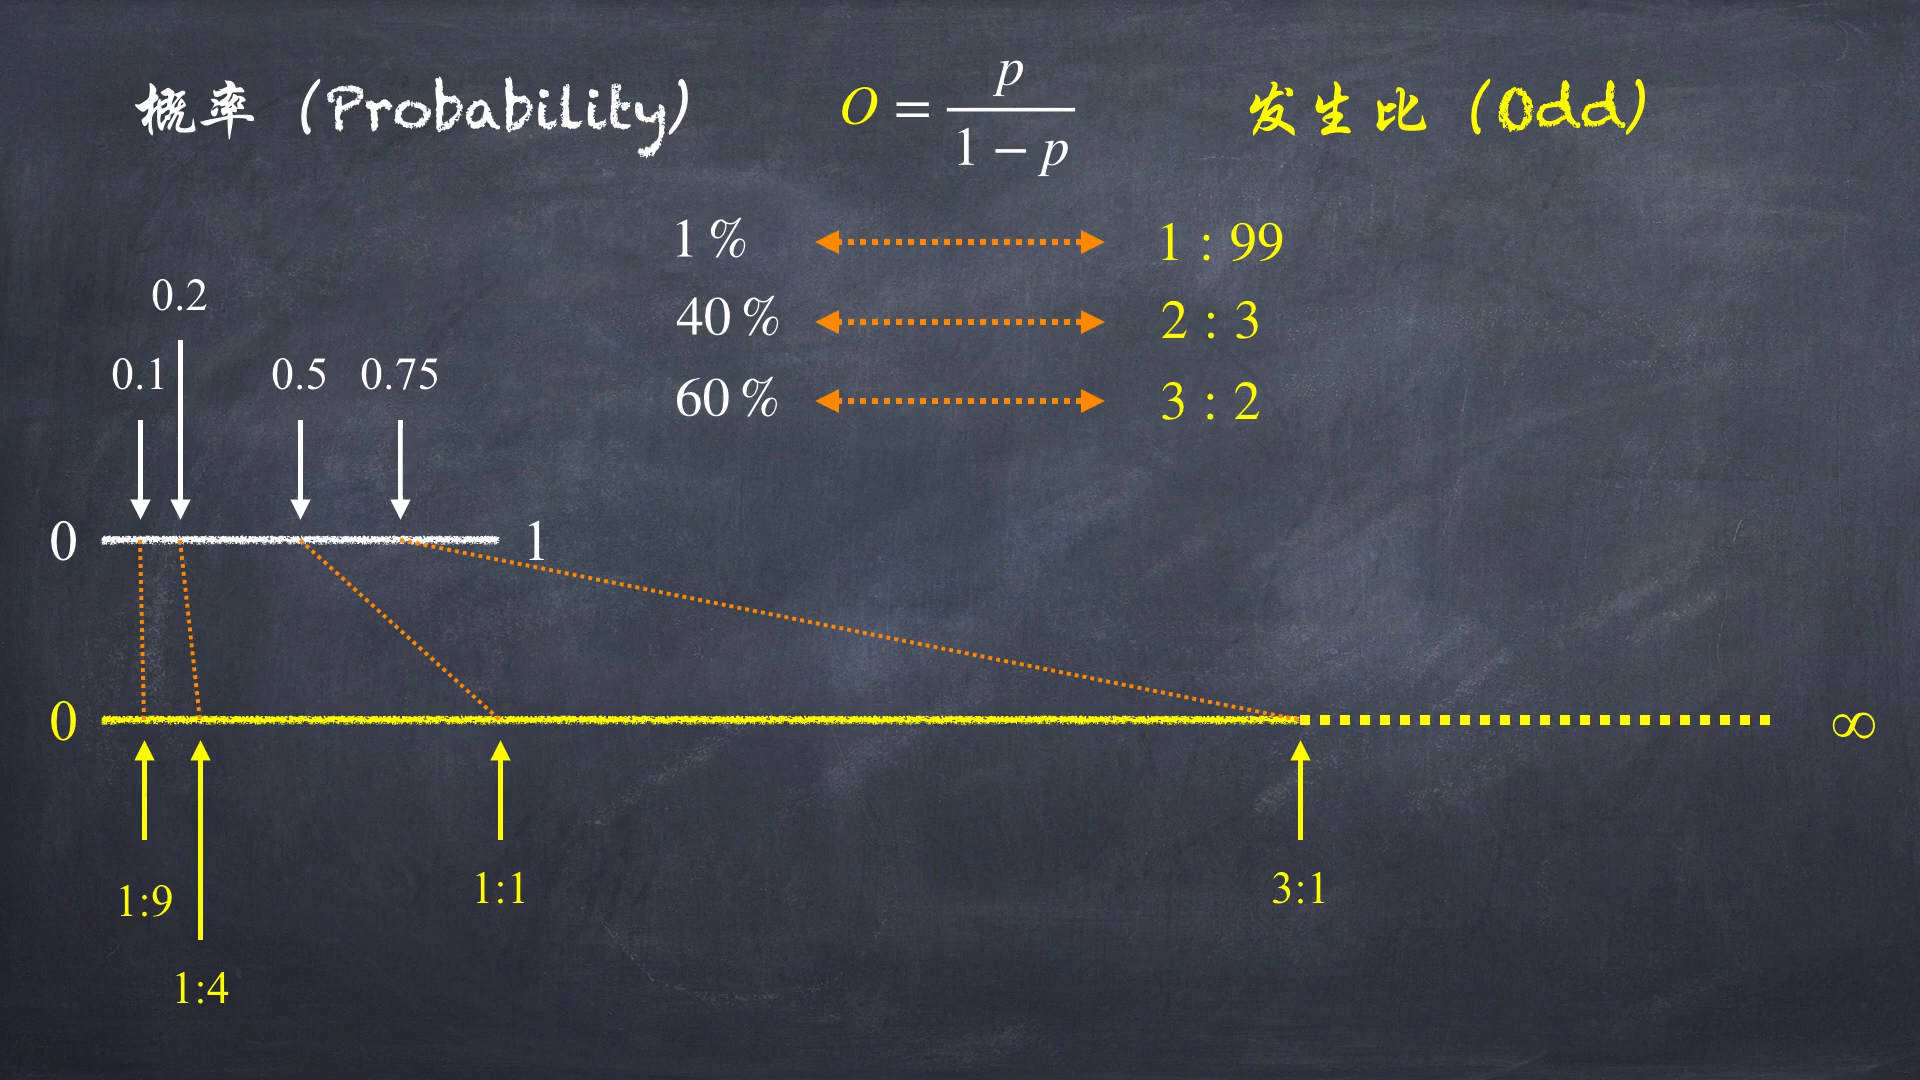 概率（Probability）
O = p / 1 − p
发生比（Odd）
1 % 1 : 99
40 % 2 : 3
60 % 3 : 2
0.2
0.1 0.5 0.75
0 1
0 ∞
1:9 1:1 3:1
1:4